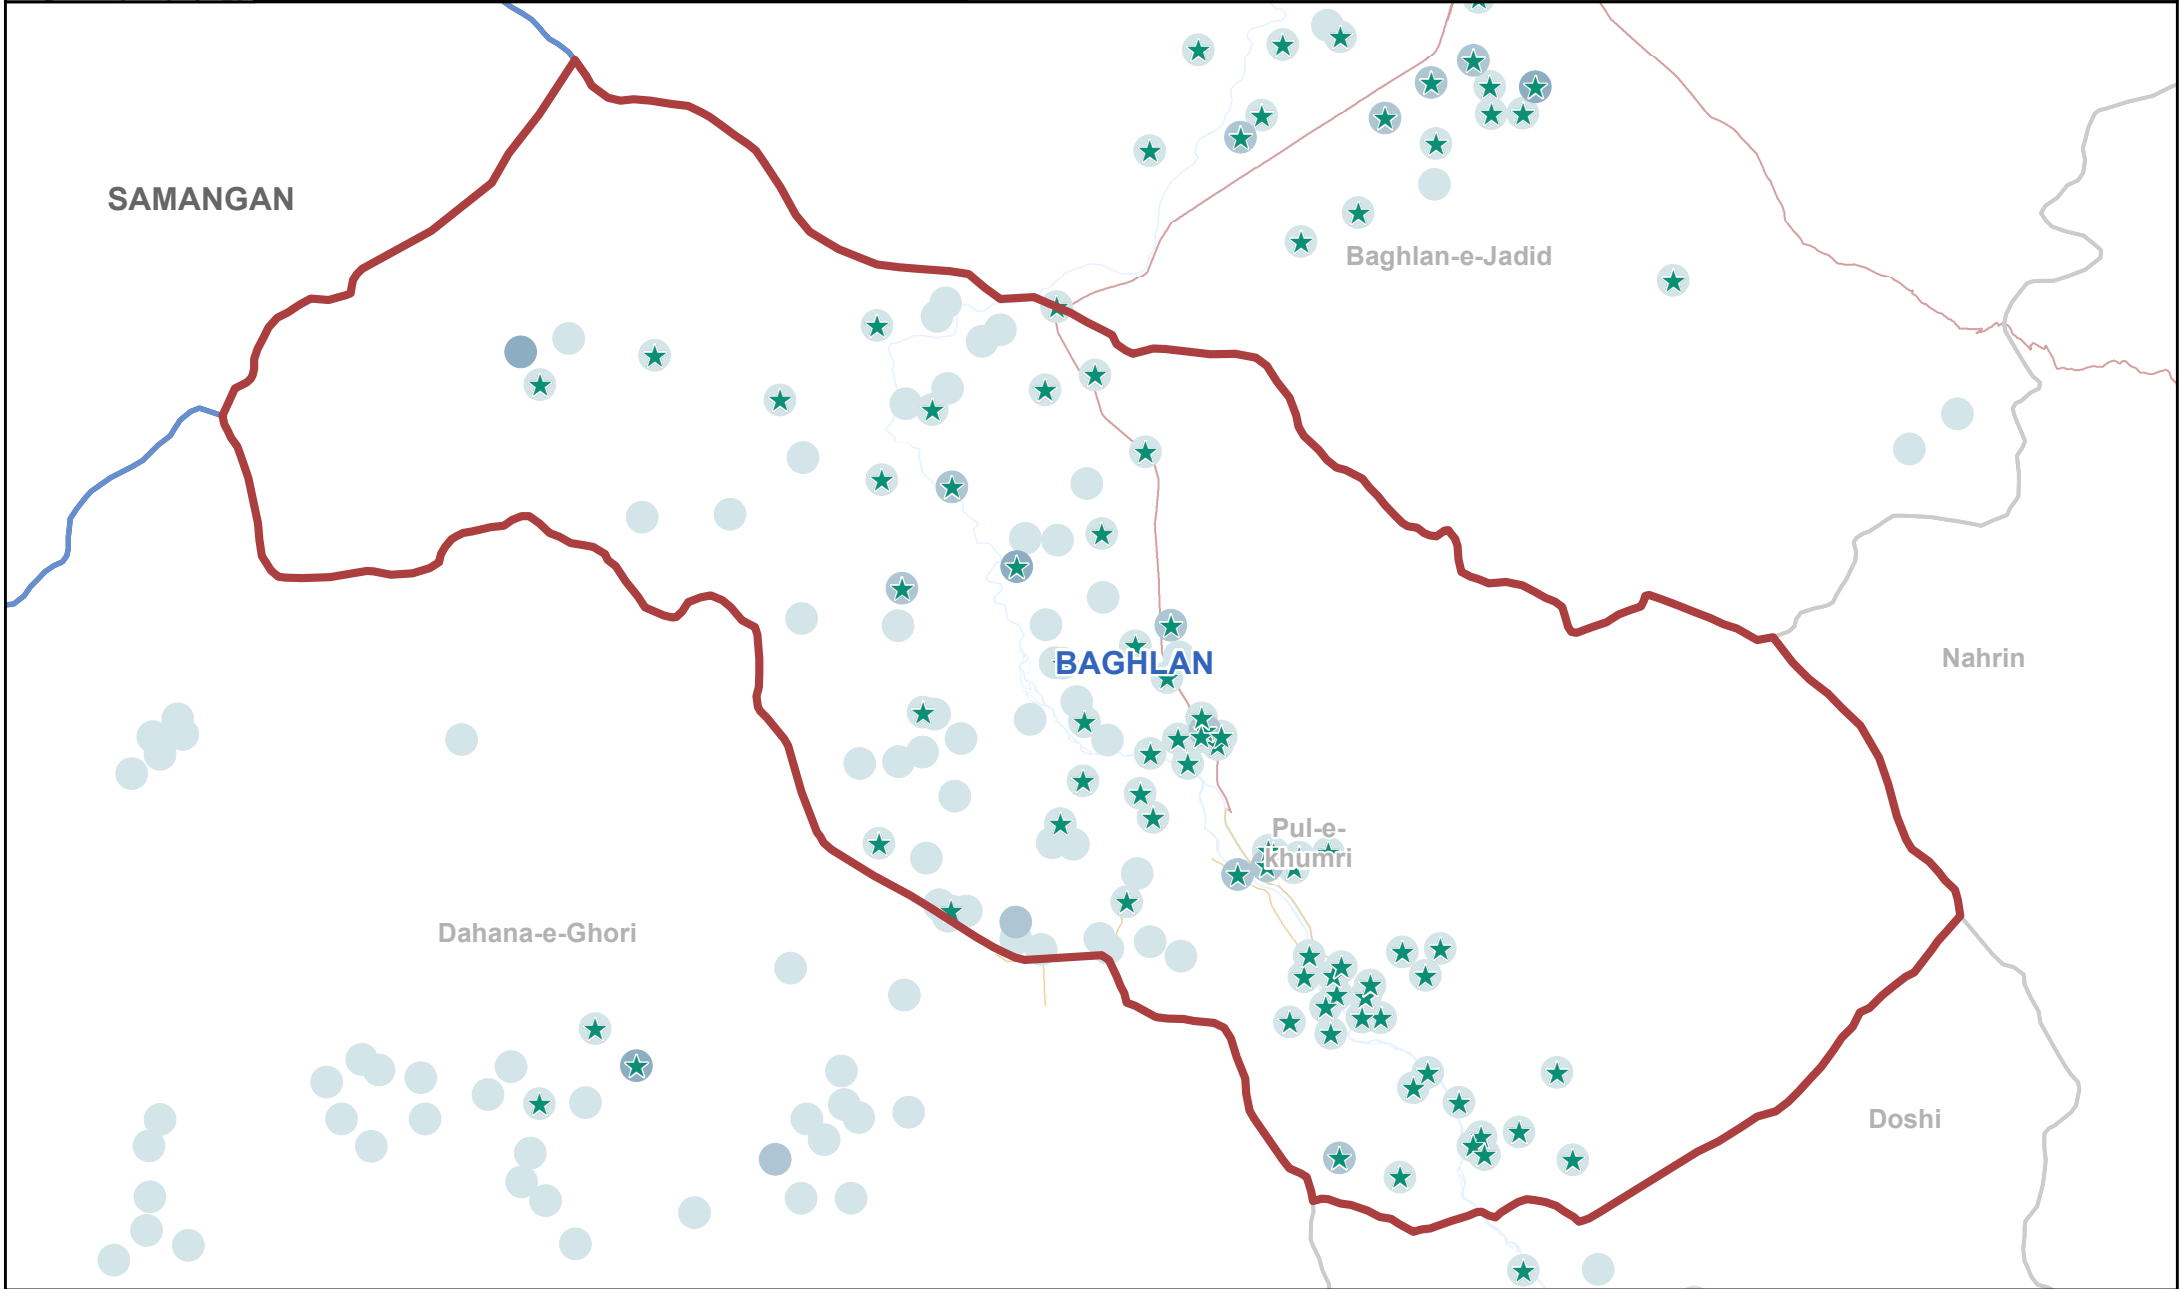 SAMANGAN
Baghlan-e-Jadid
BAGHLAN
Nahrin
Pul-e-
khumri
Dahana-e-Ghori
Doshi